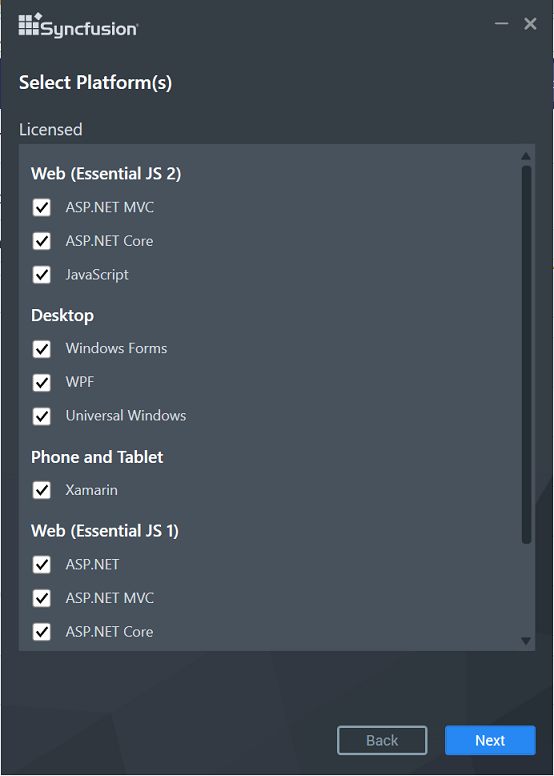 Syncfusion
Select Platform(s)
Licensed
Web (Essential JS 2)
ASP.NET MVC
ASP.NET Core
JavaScript
Desktop
Windows Forms
WPF
Universal Windows
Phone and Tablet
Xamarin
Web (Essential JS 1)
ASP.NET
ASP.NET MVC
ASP.NET Core
Back
Next